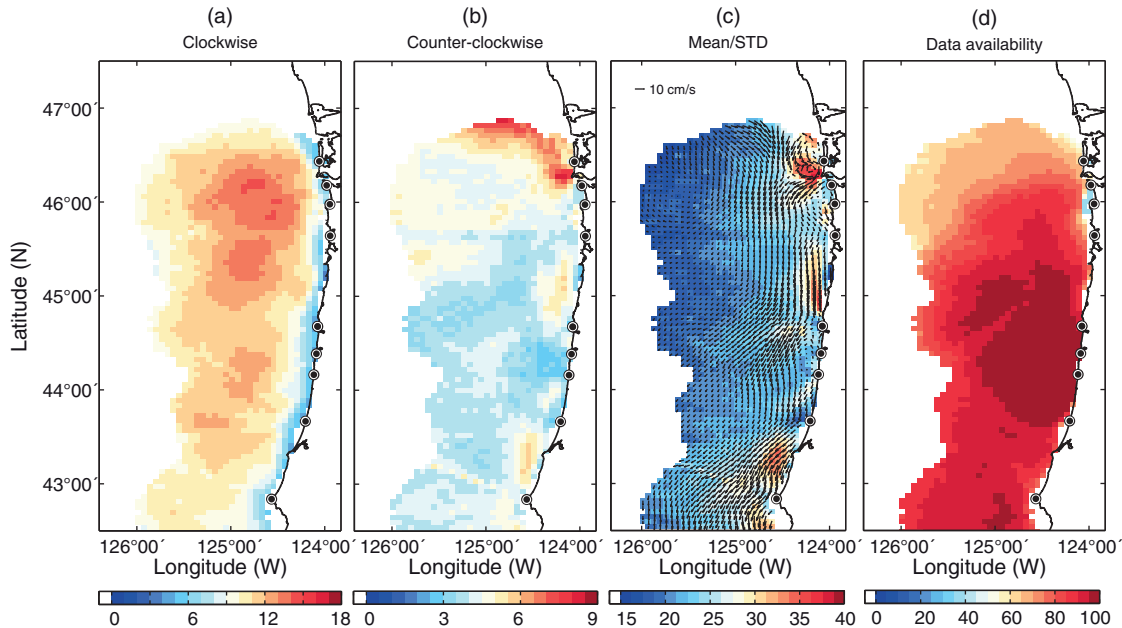 (a) (b) (c) (d)
Clockwise Counter-clockwise Mean/STD Data availability
47°00´
46°00´
45°00´
44°00´
43°00´
Latitude (N)
10 cm/s
126°00´ 125°00´ 124°00´ 126°00´ 125°00´ 124°00´ 126°00´ 125°00´ 124°00´ 126°00´ 125°00´ 124°00´
Longitude (W) Longitude (W) Longitude (W) Longitude (W)
0 6 12 18 0 3 6 9 15 20 25 30 35 40 0 20 40 60 80 100